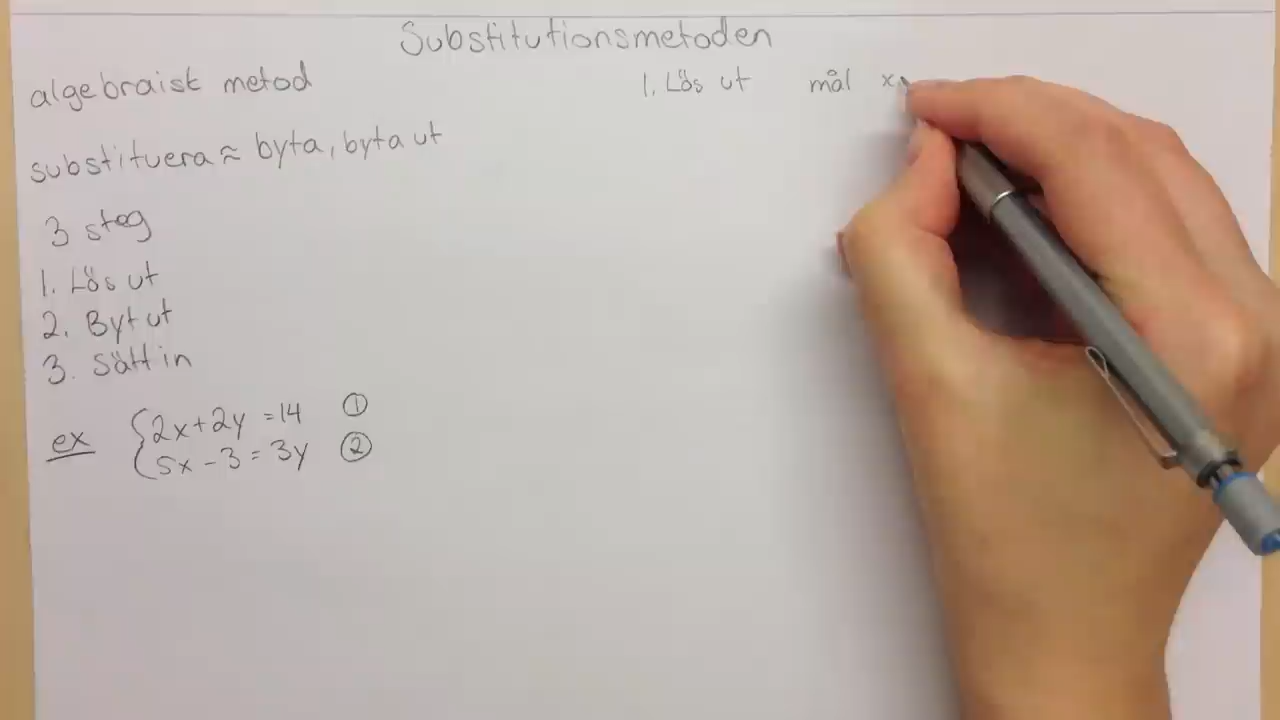 Substitutionsmetoden
algebraist metod
substituera ≈ byta, byta ut
3 steg
1. Lös ut
2. Byt ut
3. Sätt in
ex { 2x+2y = 14 ①
5x - 3 = 3y ②
1. Lös ut mål x